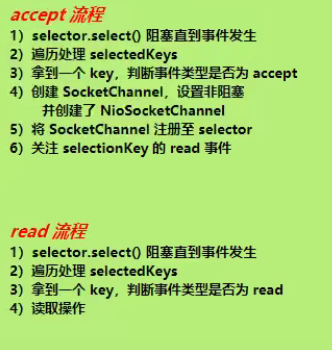 accept 流程
1）selector.select() 阻塞直到事件发生
2）遍历处理 selectedKeys
3）拿到一个 key，判断事件类型是否为 accept
4）创建 SocketChannel，设置非阻塞
并创建了 NioSocketChannel
5）将 SocketChannel 注册至 selector
6）关注 selectionKey 的 read 事件
read 流程
1）selector.select() 阻塞直到事件发生
2）遍历处理 selectedKeys
3）拿到一个 key，判断事件类型是否为 read
4）读取操作